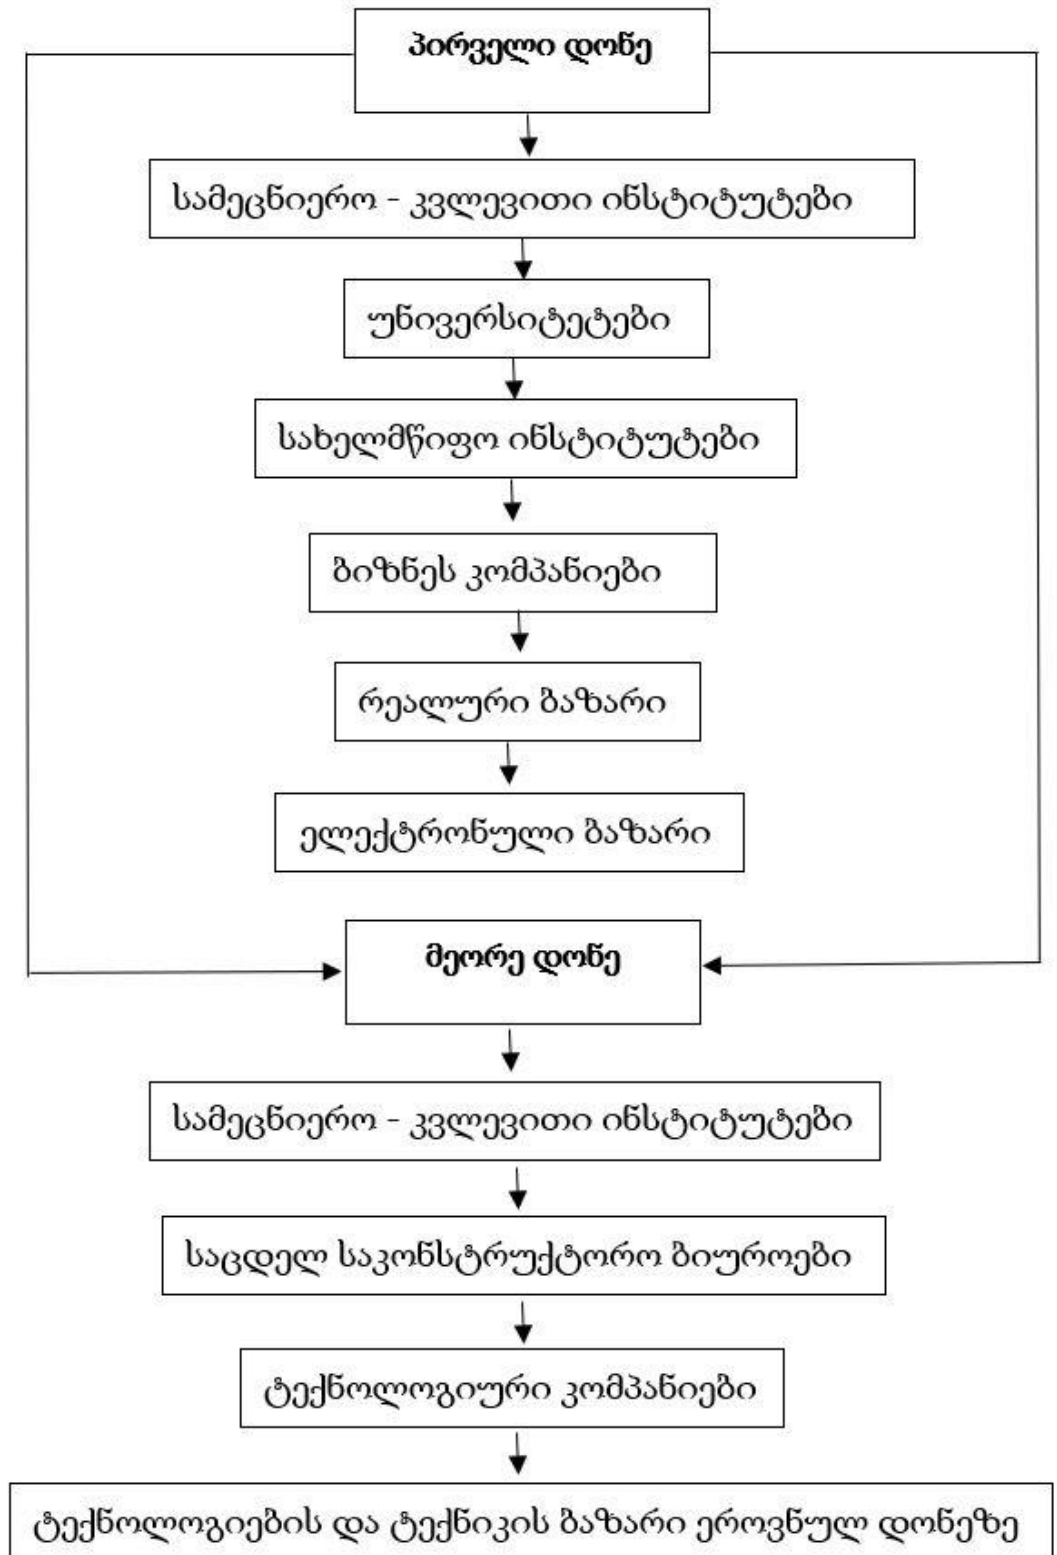 პირველი დონე
სამეცნიერო - კვლევითი ინსტიტუტები
უნივერსიტეტები
სახელმწიფო ინსტიტუტები
ბიზნეს კომპანიები
რეალური ბაზარი
ელექტრონული ბაზარი
მეორე დონე
სამეცნიერო - კვლევითი ინსტიტუტები
საცდელ საკონსტრუქტორო ბიუროები
ტექნოლოგიური კომპანიები
ტექნოლოგიების და ტექნიკის ბაზარი ეროვნულ დონეზე